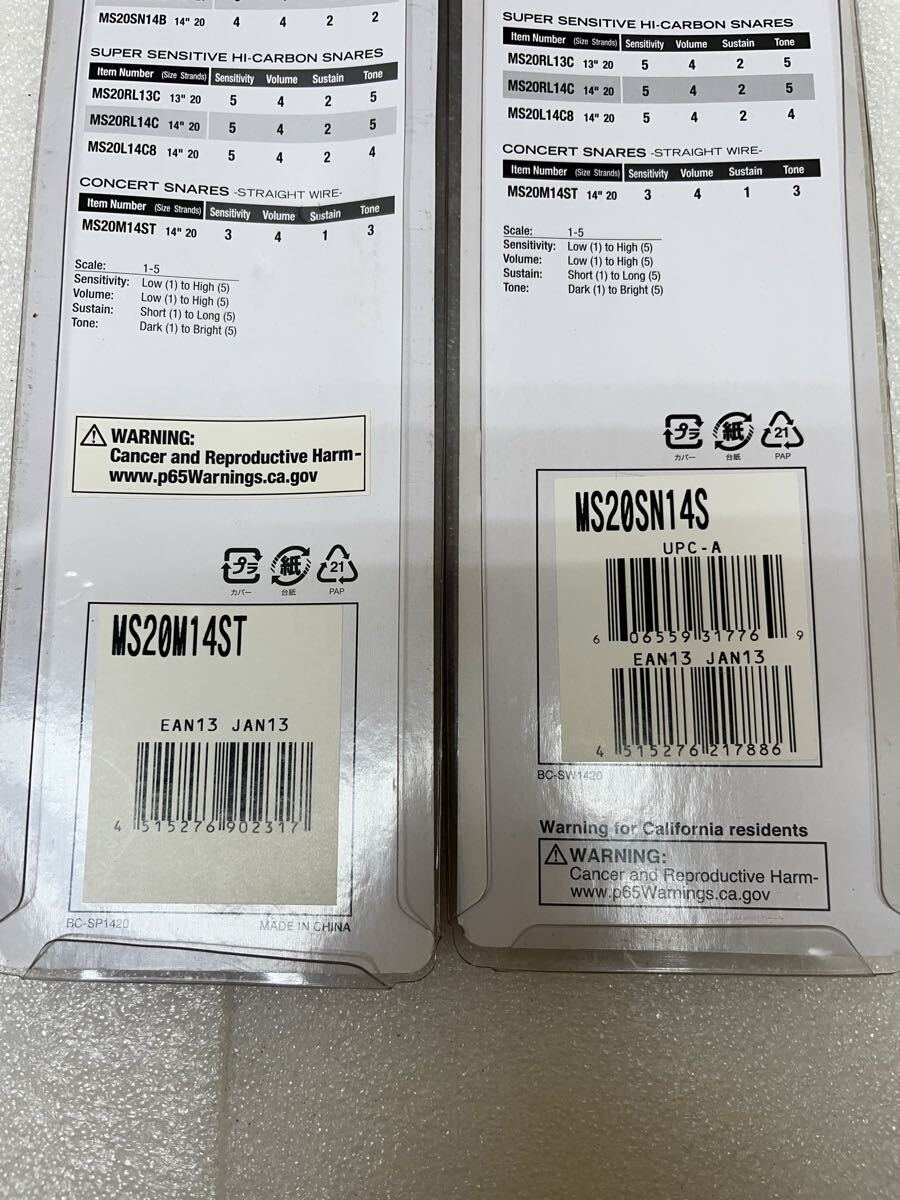 MS20SN14B 14" 20 4 4 2 2
SUPER SENSITIVE HI-CARBON SNARES
Item Number (Size Strands) Sensitivity Volume Sustain Tone
MS20RL13C 13" 20 5 4 2 5
MS20RL14C 14" 20 5 4 2 5
MS20L14C8 14" 20 5 4 2 4
CONCERT SNARES -STRAIGHT WIRE-
Item Number (Size Strands) Sensitivity Volume Sustain Tone
MS20M14ST 14" 20 3 4 1 3
Scale: 1-5
Sensitivity: Low (1) to High (5)
Volume: Low (1) to High (5)
Sustain: Short (1) to Long (5)
Tone: Dark (1) to Bright (5)
WARNING:
Cancer and Reproductive Harm-
www.p65Warnings.ca.gov
プラ 紙 21
カバー 台紙 PAP
MS20M14ST
EAN13 JAN13
4 515276 902317
BC-SP1420 MADE IN CHINA
SUPER SENSITIVE HI-CARBON SNARES
Item Number (Size Strands) Sensitivity Volume Sustain Tone
MS20RL13C 13" 20 5 4 2 5
MS20RL14C 14" 20 5 4 2 5
MS20L14C8 14" 20 5 4 2 4
CONCERT SNARES -STRAIGHT WIRE-
Item Number (Size Strands) Sensitivity Volume Sustain Tone
MS20M14ST 14" 20 3 4 1 3
Scale: 1-5
Sensitivity: Low (1) to High (5)
Volume: Low (1) to High (5)
Sustain: Short (1) to Long (5)
Tone: Dark (1) to Bright (5)
プラ 紙 21
カバー 台紙 PAP
MS20SN14S
UPC-A
6 06559 31776 9
EAN13 JAN13
4 515276 217886
BC-SW1420
Warning for California residents
WARNING:
Cancer and Reproductive Harm-
www.p65Warnings.ca.gov